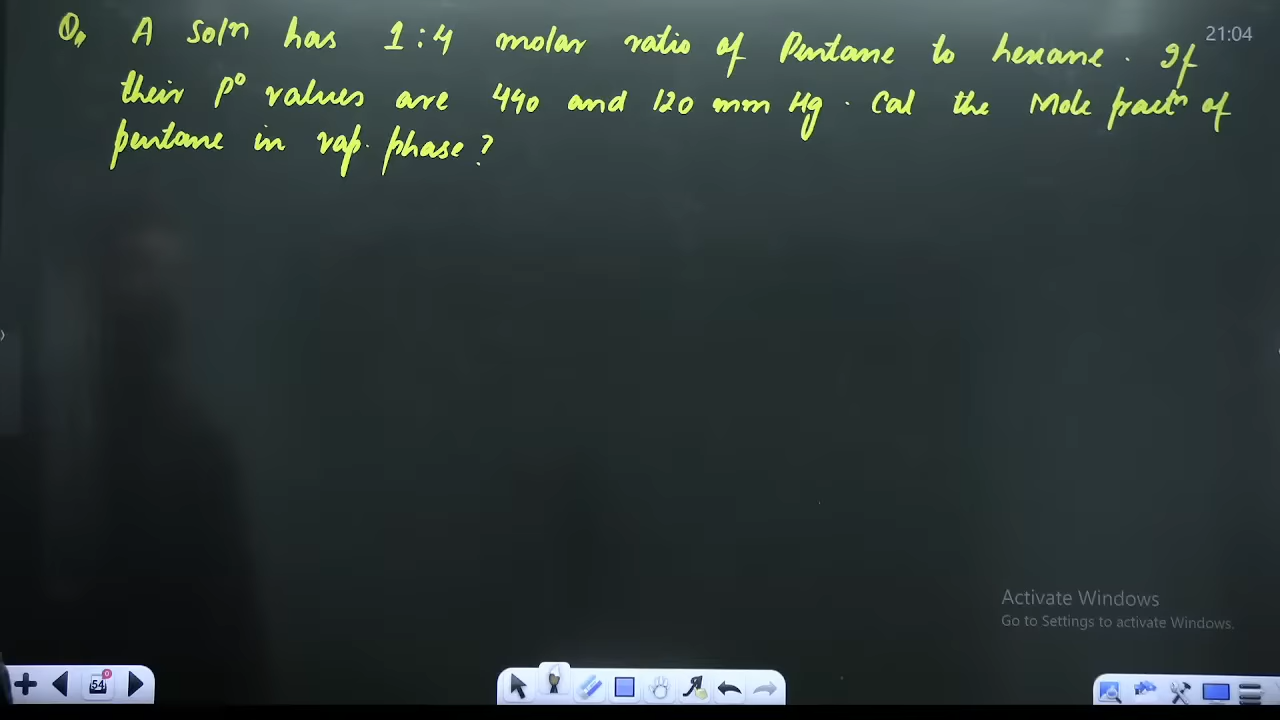 Q. A Solⁿ has 1:4 molar ratio of Pentane to hexane. If
21:04
their P° values are 440 and 120 mm Hg. Cal the Mole fractⁿ of
pentane in vap. phase?
Activate Windows
Go to Settings to activate Windows.
54
0